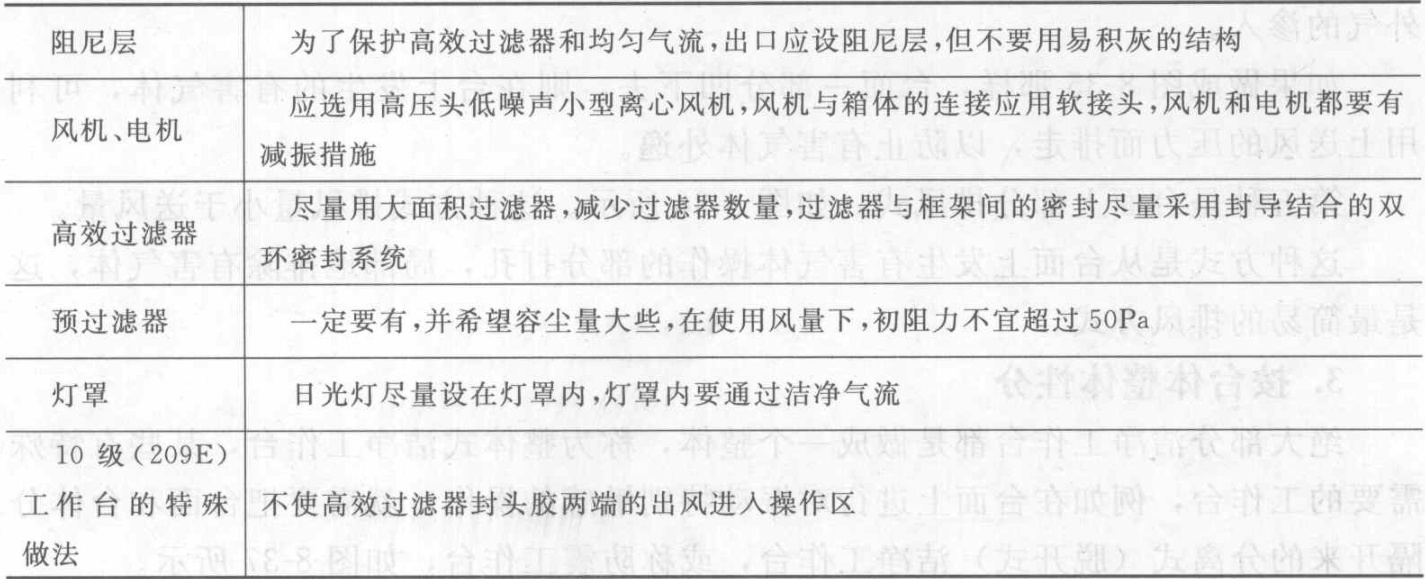 阻尼层
为了保护高效过滤器和均匀气流,出口应设阻尼层,但不要用易积灰的结构
风机、电机
应选用高压头低噪声小型离心风机,风机与箱体的连接应用软接头,风机和电机都要有
减振措施
高效过滤器
尽量用大面积过滤器,减少过滤器数量,过滤器与框架间的密封尽量采用封导结合的双
环密封系统
预过滤器
一定要有,并希望容尘量大些,在使用风量下,初阻力不宜超过50Pa
灯罩
日光灯尽量设在灯罩内,灯罩内要通过洁净气流
10 级(209E)
工作台的特殊
做法
不使高效过滤器封头胶两端的出风进入操作区